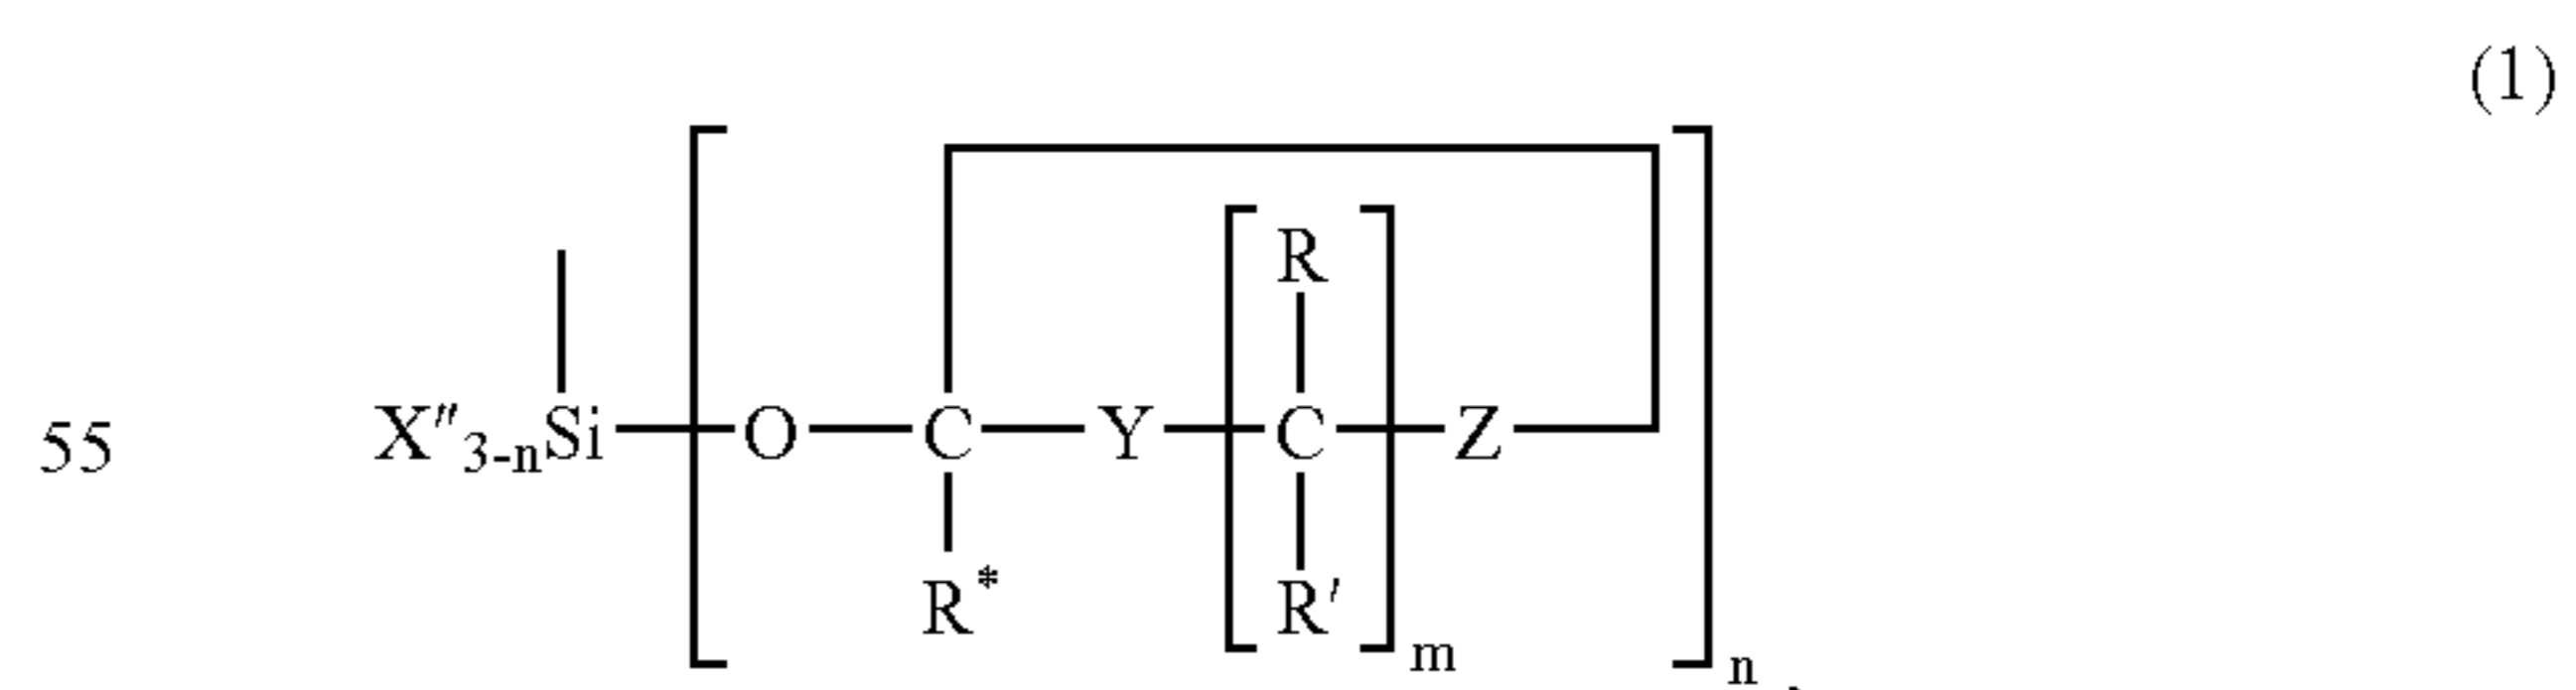 (1)
R
55 X″3-nSi—O—C—Y—C—Z
R* R′
m
n ,